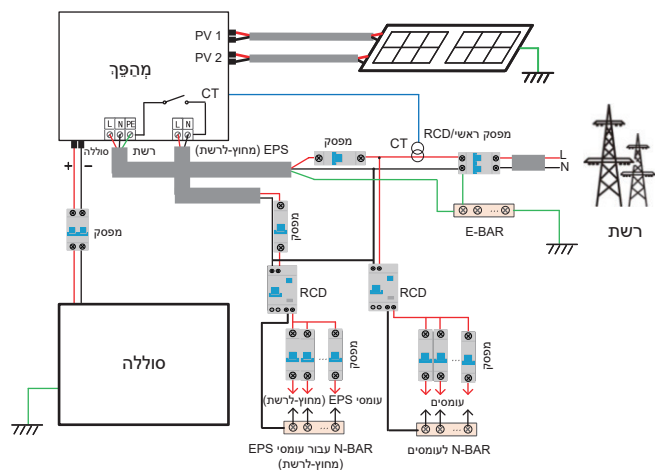 PV 1
PV 2
מְהַפֵּךְ
CT
L N PE
L N
סוללה
רשת
EPS (מחוץ-לרשת)
+
−
מפסק
CT
מפסק ראשי/RCD
L
N
E-BAR
רשת
מפסק
מפסק
RCD
RCD
סוללה
...
מפסק
...
מפסק
עומסי EPS (מחוץ-לרשת)
עומסים
...
...
...
N-BAR עבור עומסי EPS
(מחוץ-לרשת)
N-BAR לעומסים